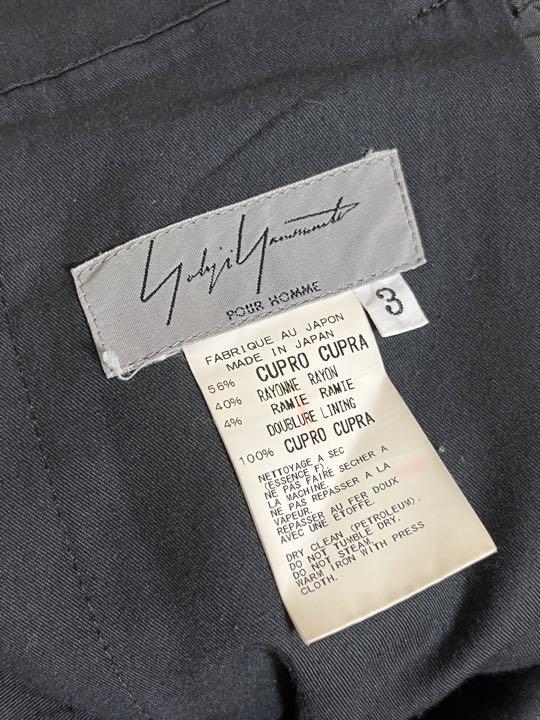 Yohji Yamamoto
POUR HOMME
3
FABRIQUE AU JAPON
MADE IN JAPAN
56% CUPRO CUPRA
40% RAYONNE RAYON
4% RAMIE RAMIE
DOUBLURE LINING
100% CUPRO CUPRA
NETTOYAGE A SEC
(ESSENCE F)
NE PAS FAIRE SECHER A
LA MACHINE.
NE PAS REPASSER A LA
VAPEUR.
REPASSER AU FER DOUX
AVEC UNE ETOFFE.
DRY CLEAN (PETROLEUM).
DO NOT TUMBLE DRY.
DO NOT STEAM.
WARM IRON WITH PRESS
CLOTH.